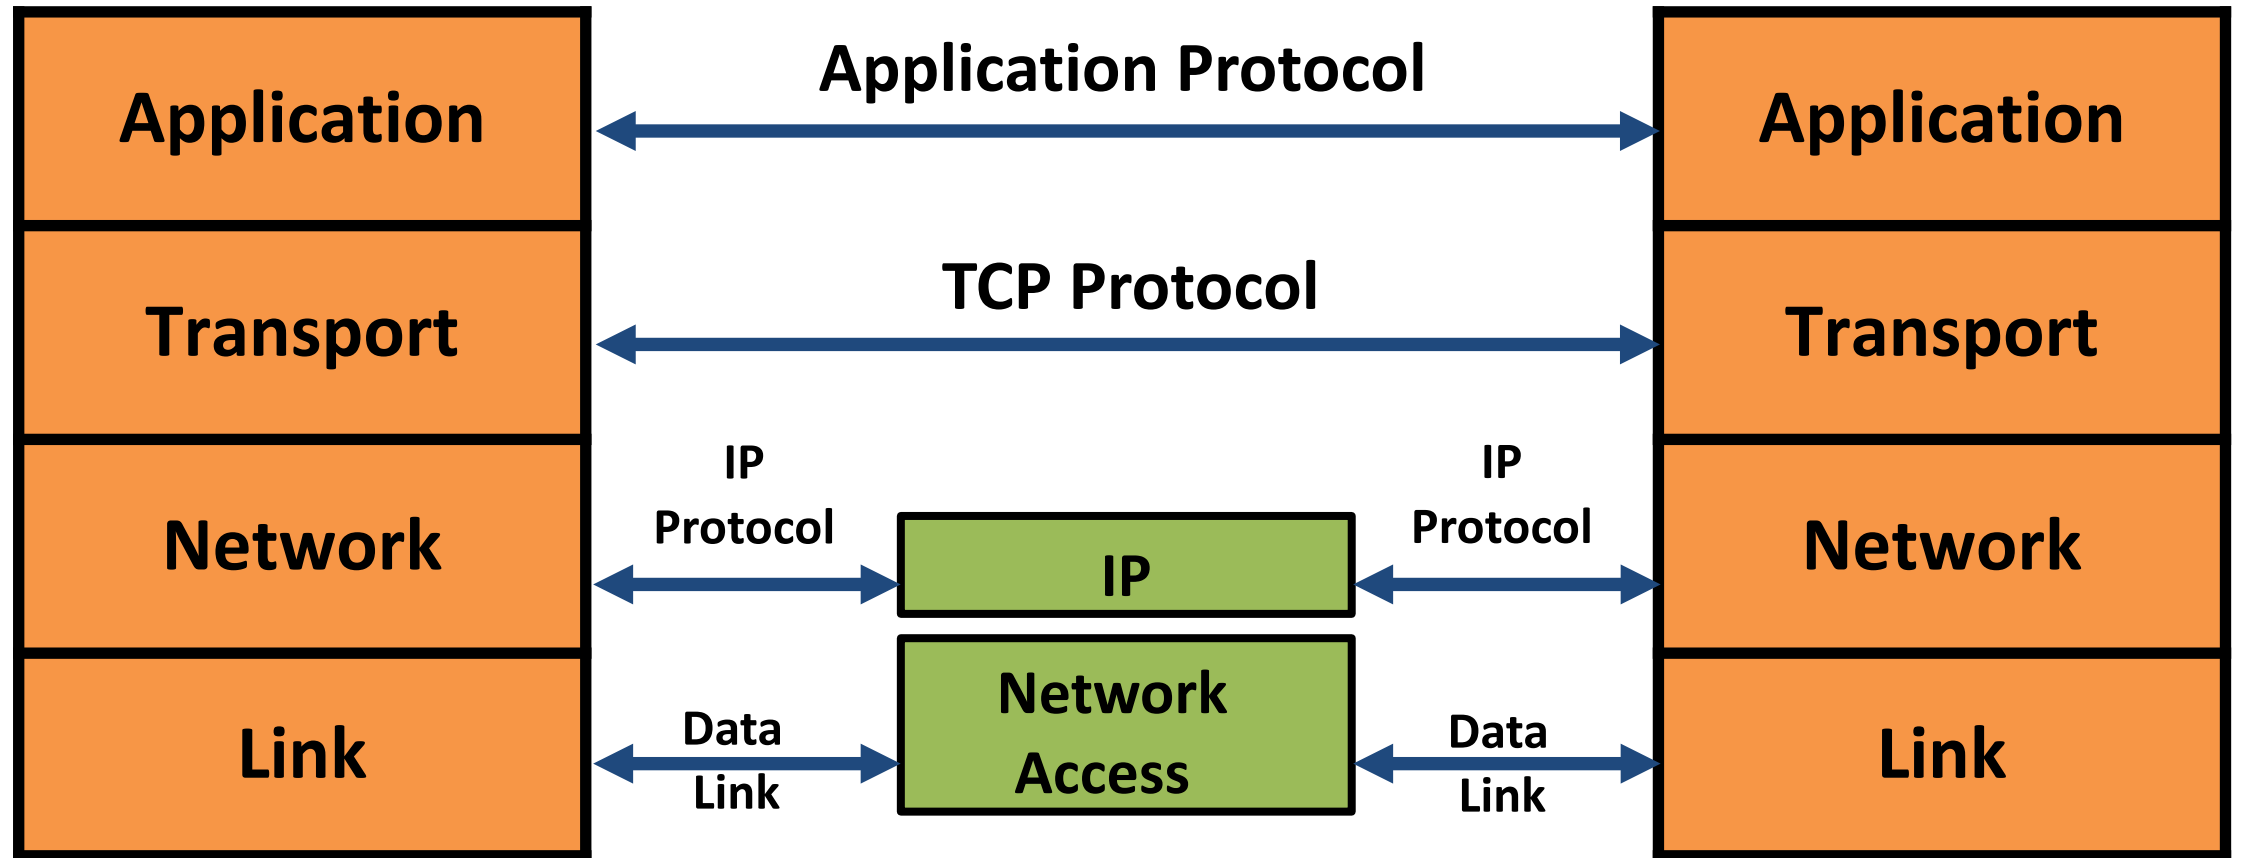 Application
Application Protocol
Application
Transport
TCP Protocol
Transport
Network
IP
Protocol
IP
IP
Protocol
Network
Link
Data
Link
Network
Access
Data
Link
Link